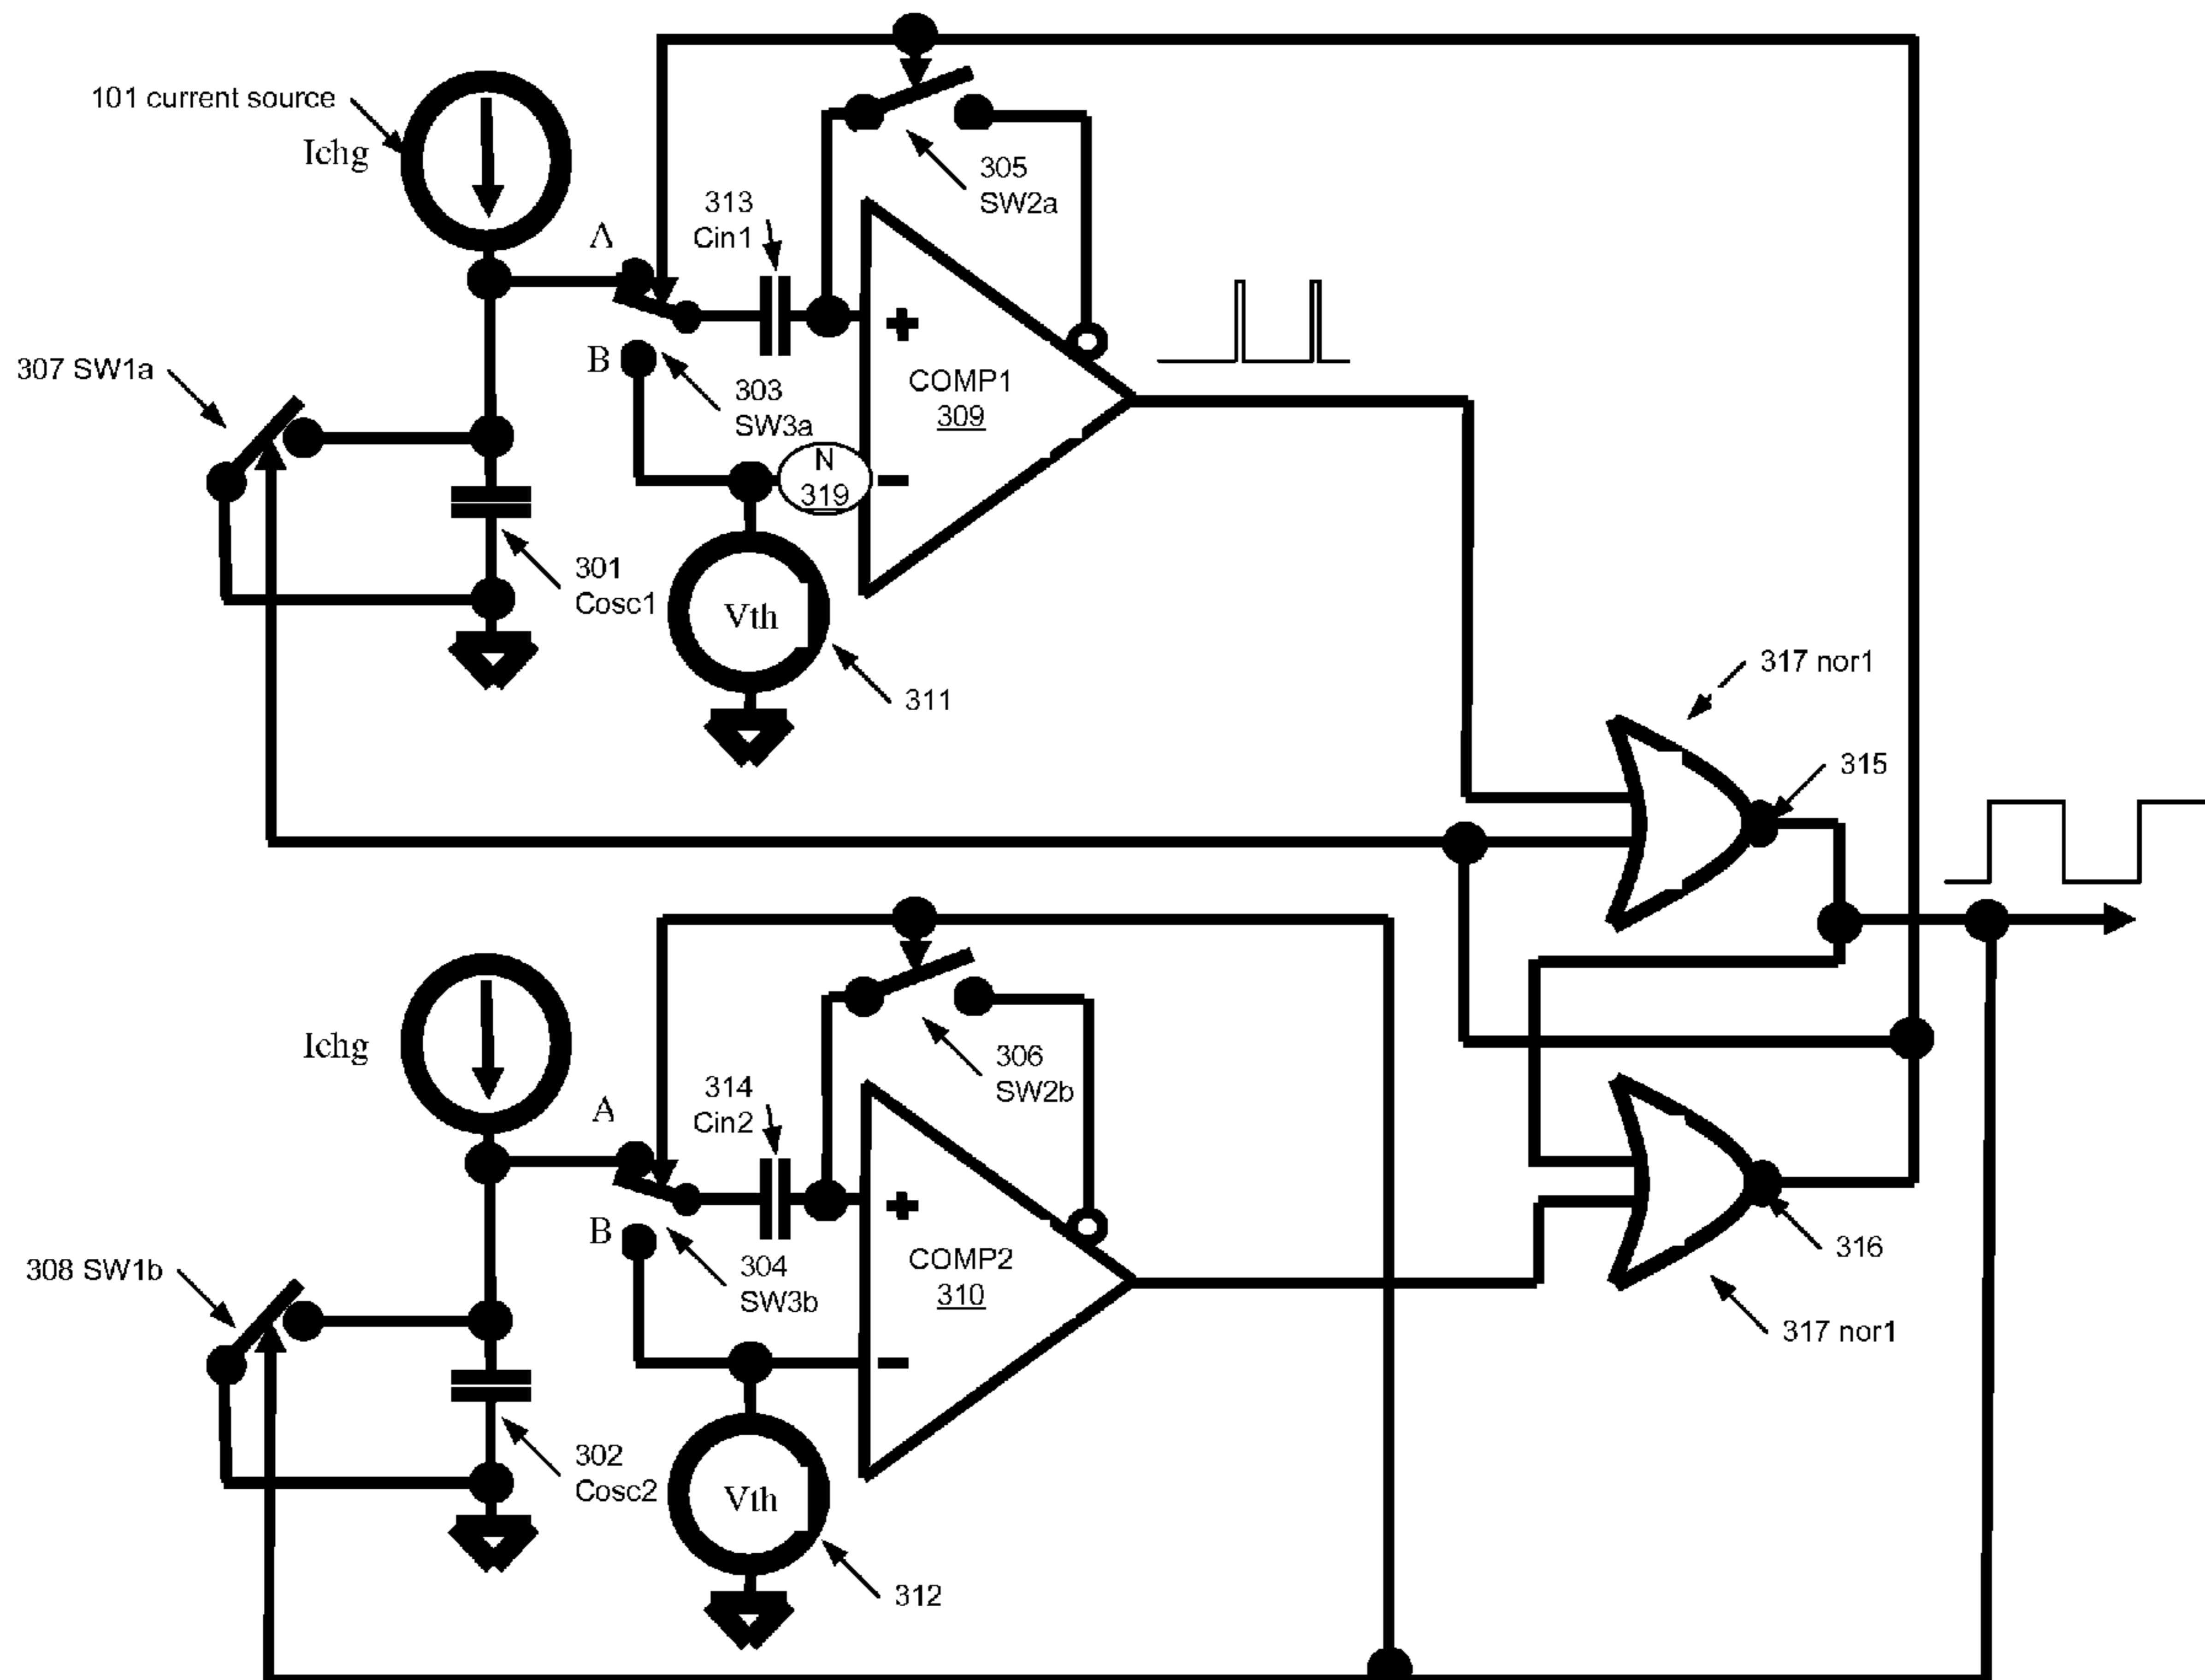 101 current source
Ichg
305
SW2a
313
Cin1
Λ
307 SW1a
B
303
SW3a
+
COMP1
309
N
319
-
301
Cosc1
Vth
311
317 nor1
315
Ichg
306
SW2b
314
Cin2
A
308 SW1b
B
304
SW3b
+
COMP2
310
-
316
317 nor1
302
Cosc2
Vth
312